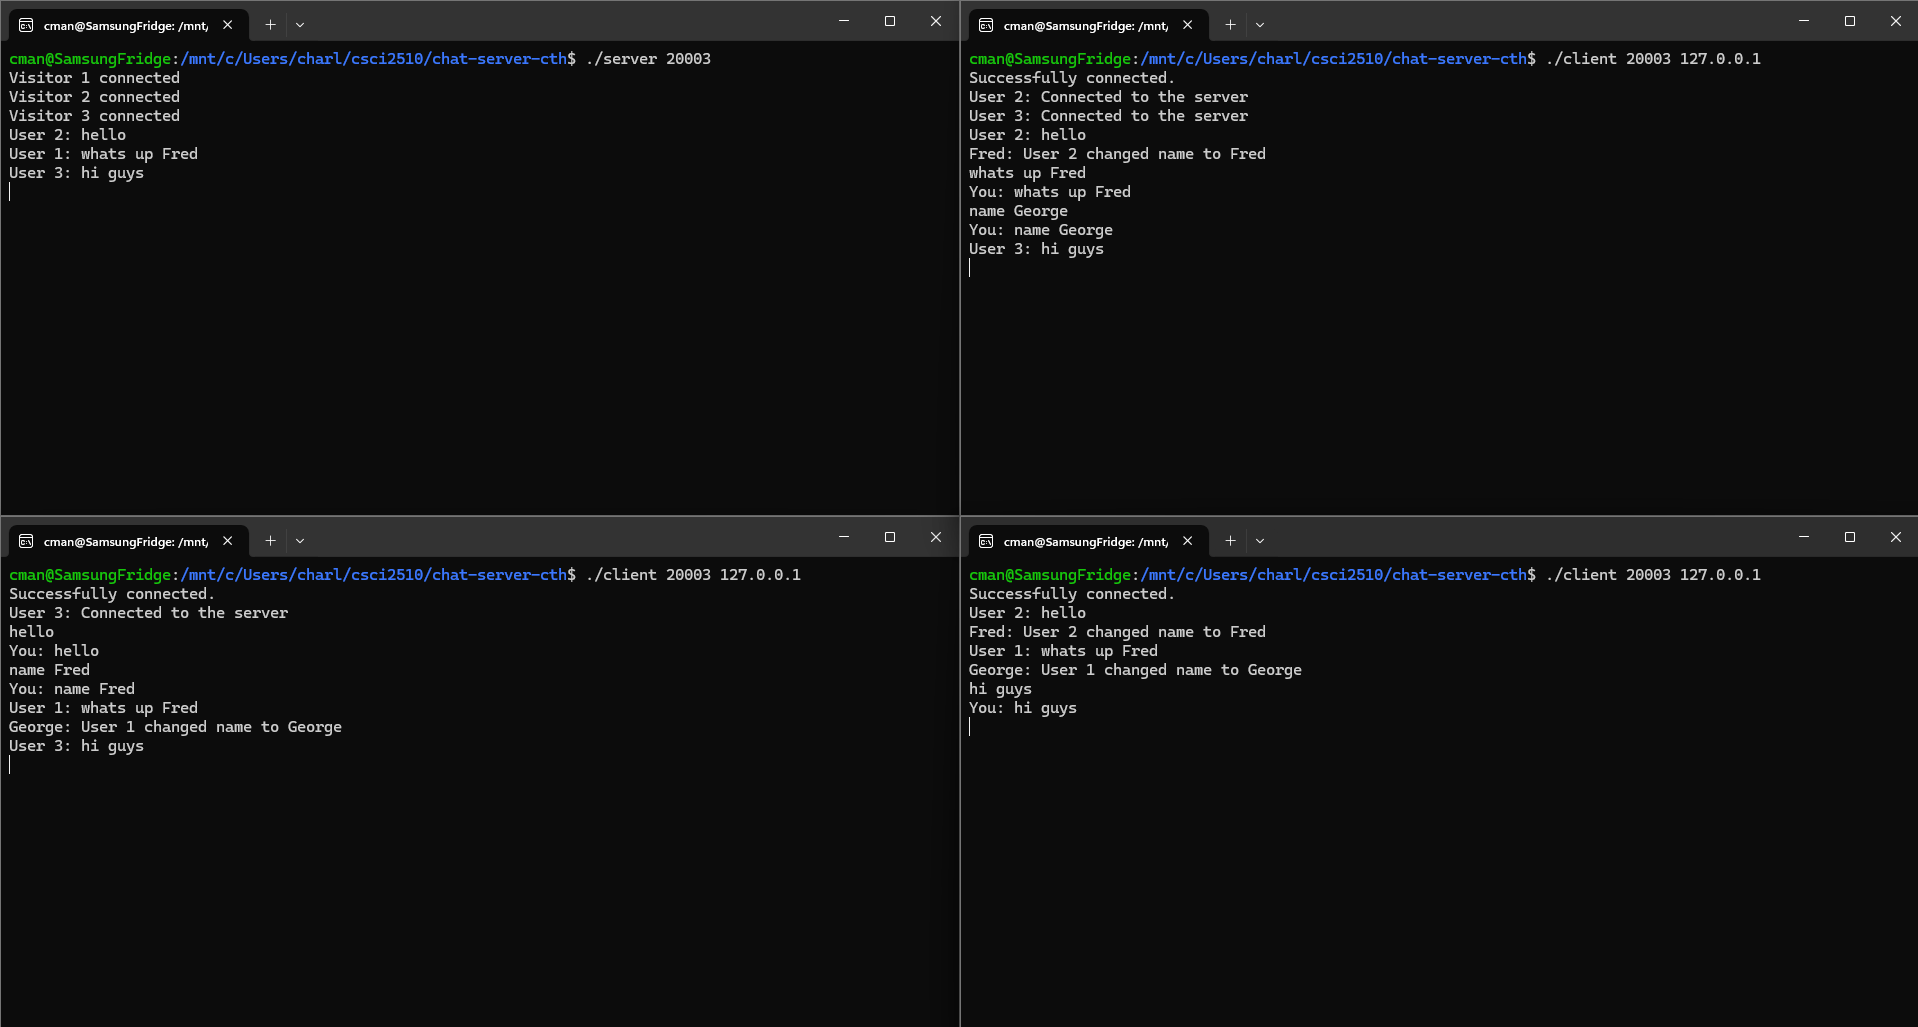 cman@SamsungFridge: /mnt/
cman@SamsungFridge:/mnt/c/Users/charl/csci2510/chat-server-cth$ ./server 20003
Visitor 1 connected
Visitor 2 connected
Visitor 3 connected
User 2: hello
User 1: whats up Fred
User 3: hi guys
cman@SamsungFridge: /mnt/
cman@SamsungFridge:/mnt/c/Users/charl/csci2510/chat-server-cth$ ./client 20003 127.0.0.1
Successfully connected.
User 2: Connected to the server
User 3: Connected to the server
User 2: hello
Fred: User 2 changed name to Fred
whats up Fred
You: whats up Fred
name George
You: name George
User 3: hi guys
cman@SamsungFridge: /mnt/
cman@SamsungFridge:/mnt/c/Users/charl/csci2510/chat-server-cth$ ./client 20003 127.0.0.1
Successfully connected.
User 3: Connected to the server
hello
You: hello
name Fred
You: name Fred
User 1: whats up Fred
George: User 1 changed name to George
User 3: hi guys
cman@SamsungFridge: /mnt/
cman@SamsungFridge:/mnt/c/Users/charl/csci2510/chat-server-cth$ ./client 20003 127.0.0.1
Successfully connected.
User 2: hello
Fred: User 2 changed name to Fred
User 1: whats up Fred
George: User 1 changed name to George
hi guys
You: hi guys